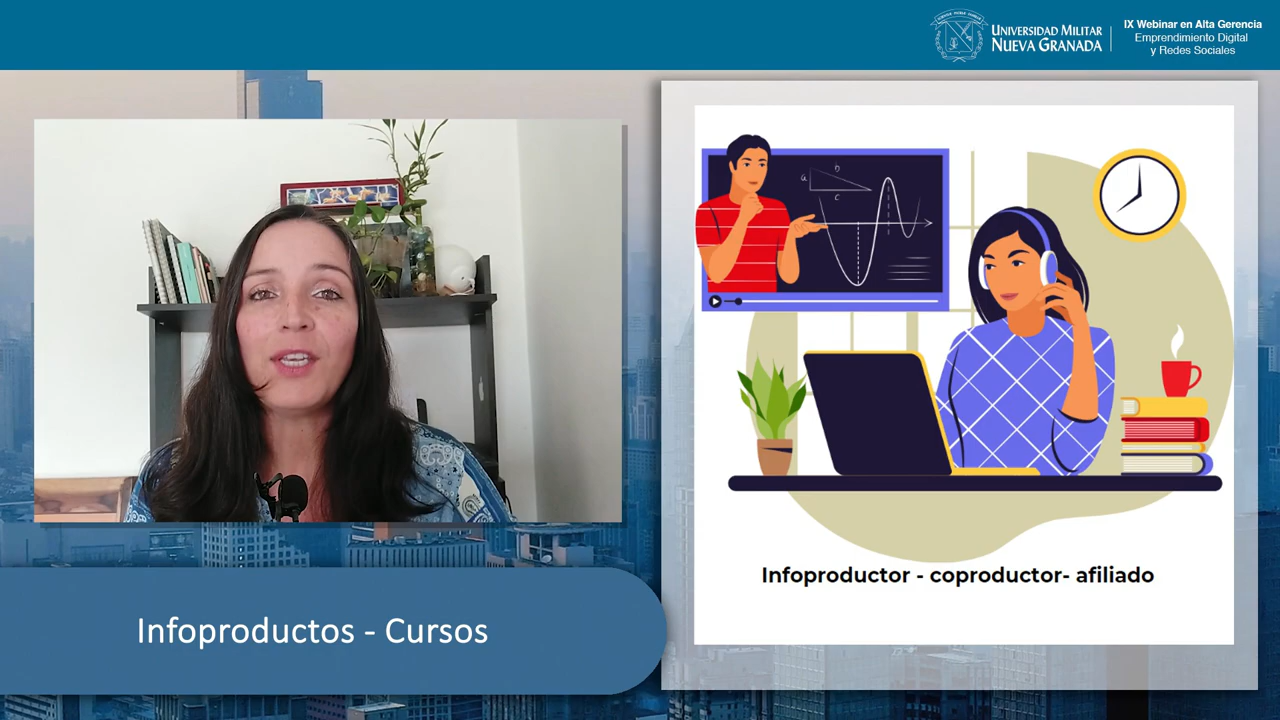 UNIVERSIDAD MILITAR
NUEVA GRANADA
IX Webinar en Alta Gerencia
Emprendimiento Digital
y Redes Sociales
a
b
c
Infoproductor - coproductor- afiliado
Infoproductos - Cursos